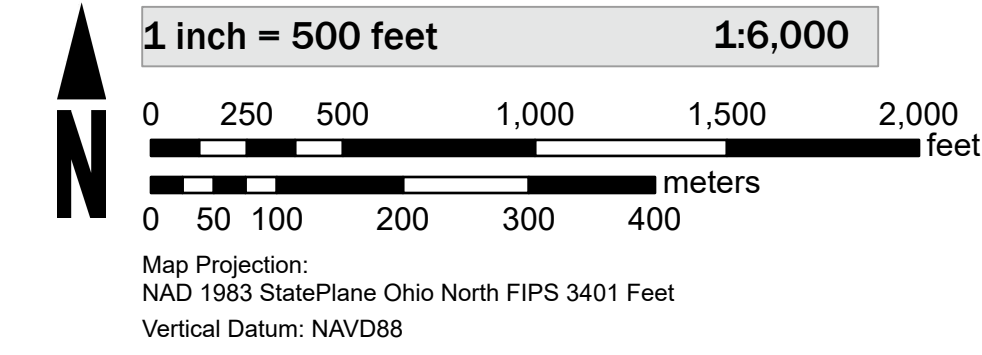 1 inch = 500 feet 1:6,000
0 250 500 1,000 1,500 2,000
feet
N
meters
0 50 100 200 300 400
Map Projection:
NAD 1983 StatePlane Ohio North FIPS 3401 Feet
Vertical Datum: NAVD88